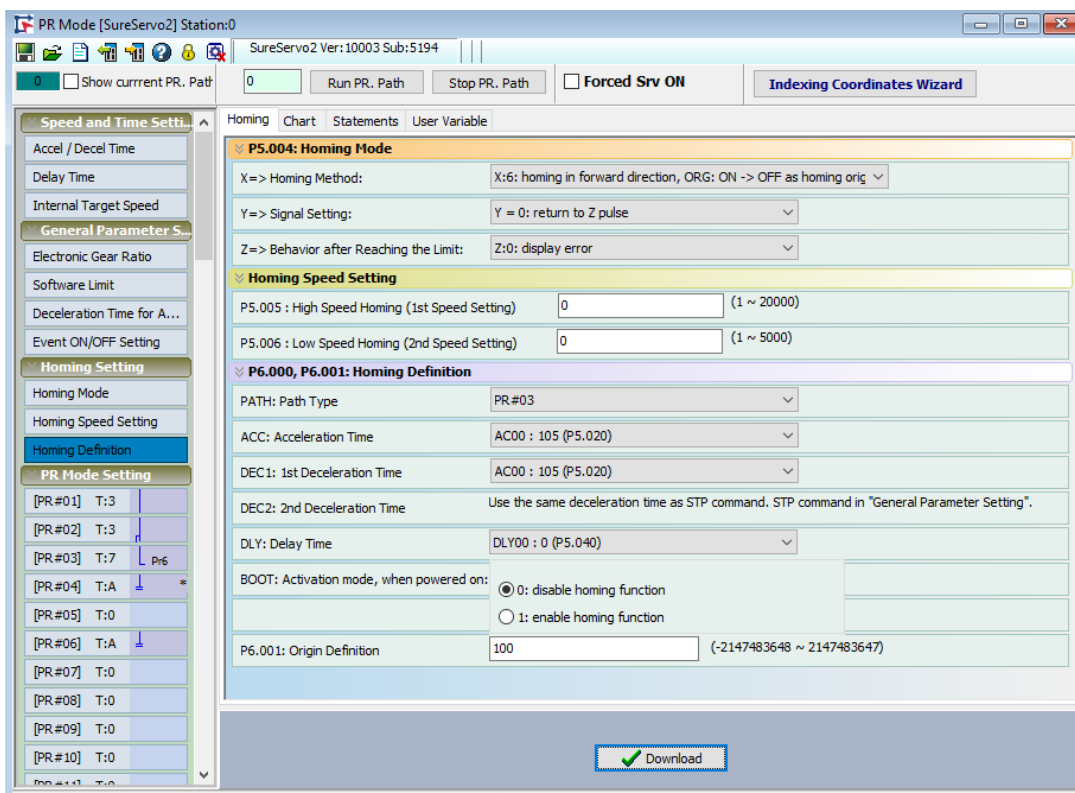 PR Mode [SureServo2] Station:0
SureServo2 Ver:10003 Sub:5194
0 Show currrent PR. Path 0 Run PR. Path Stop PR. Path Forced Srv ON Indexing Coordinates Wizard
Speed and Time Setti...
Accel / Decel Time
Delay Time
Internal Target Speed
General Parameter S...
Electronic Gear Ratio
Software Limit
Deceleration Time for A...
Event ON/OFF Setting
Homing Setting
Homing Mode
Homing Speed Setting
Homing Definition
PR Mode Setting
[PR#01] T:3
[PR#02] T:3
[PR#03] T:7 Pr6
[PR#04] T:A *
[PR#05] T:0
[PR#06] T:A
[PR#07] T:0
[PR#08] T:0
[PR#09] T:0
[PR#10] T:0
Homing Chart Statements User Variable
P5.004: Homing Mode
X=> Homing Method: X:6: homing in forward direction, ORG: ON -> OFF as homing orig
Y=> Signal Setting: Y = 0: return to Z pulse
Z=> Behavior after Reaching the Limit: Z:0: display error
Homing Speed Setting
P5.005 : High Speed Homing (1st Speed Setting) 0 (1 ~ 20000)
P5.006 : Low Speed Homing (2nd Speed Setting) 0 (1 ~ 5000)
P6.000, P6.001: Homing Definition
PATH: Path Type PR#03
ACC: Acceleration Time AC00 : 105 (P5.020)
DEC1: 1st Deceleration Time AC00 : 105 (P5.020)
DEC2: 2nd Deceleration Time Use the same deceleration time as STP command. STP command in "General Parameter Setting".
DLY: Delay Time DLY00 : 0 (P5.040)
BOOT: Activation mode, when powered on:
0: disable homing function
1: enable homing function
P6.001: Origin Definition 100 (-2147483648 ~ 2147483647)
Download